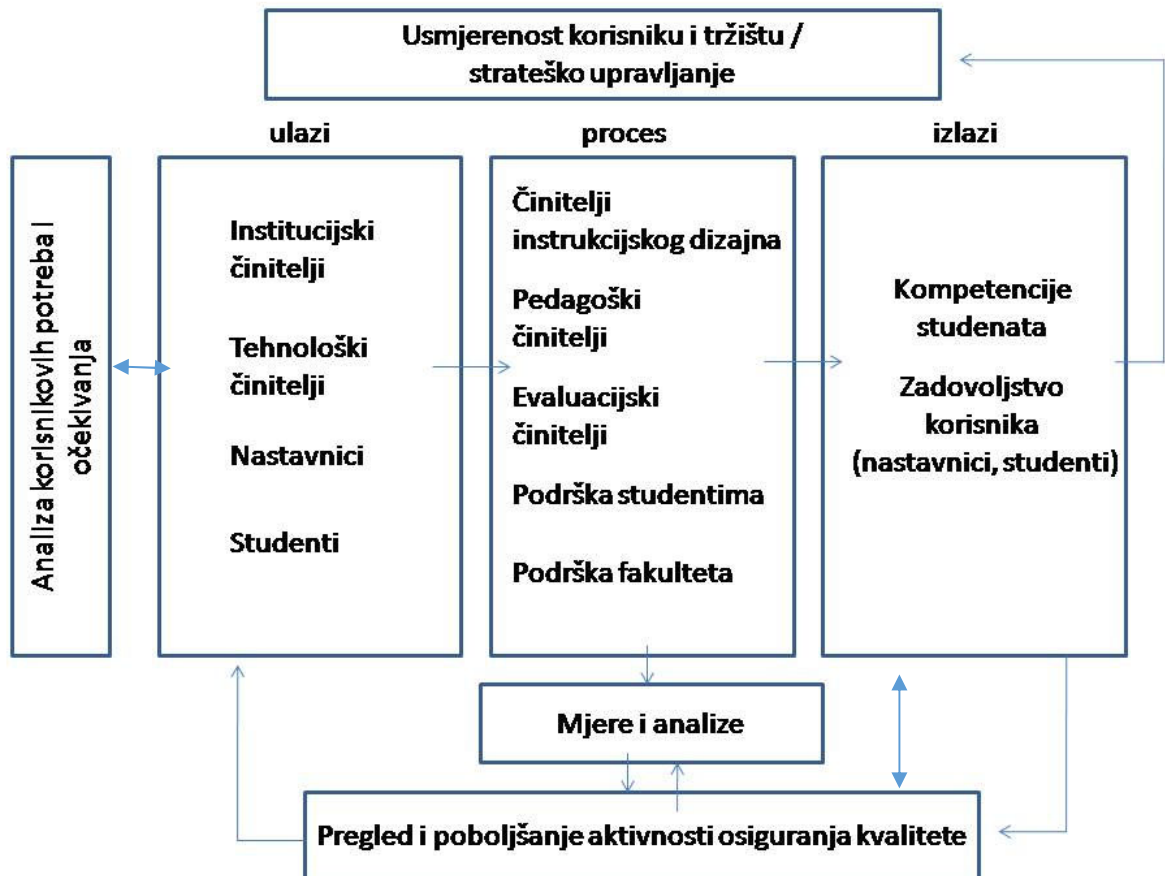 Usmjerenost korisniku i tržištu /
strateško upravljanje
ulazi
proces
izlazi
Analiza korisnikovih potreba I
očekivanja
Institucijski
činitelji
Tehnološki
činitelji
Nastavnici
Studenti
Činitelji
instrukcijskog dizajna
Pedagoški
činitelji
Evaluacijski
činitelji
Podrška studentima
Podrška fakulteta
Kompetencije
studenata
Zadovoljstvo
korisnika
(nastavnici, studenti)
Mjere i analize
Pregled i poboljšanje aktivnosti osiguranja kvalitete